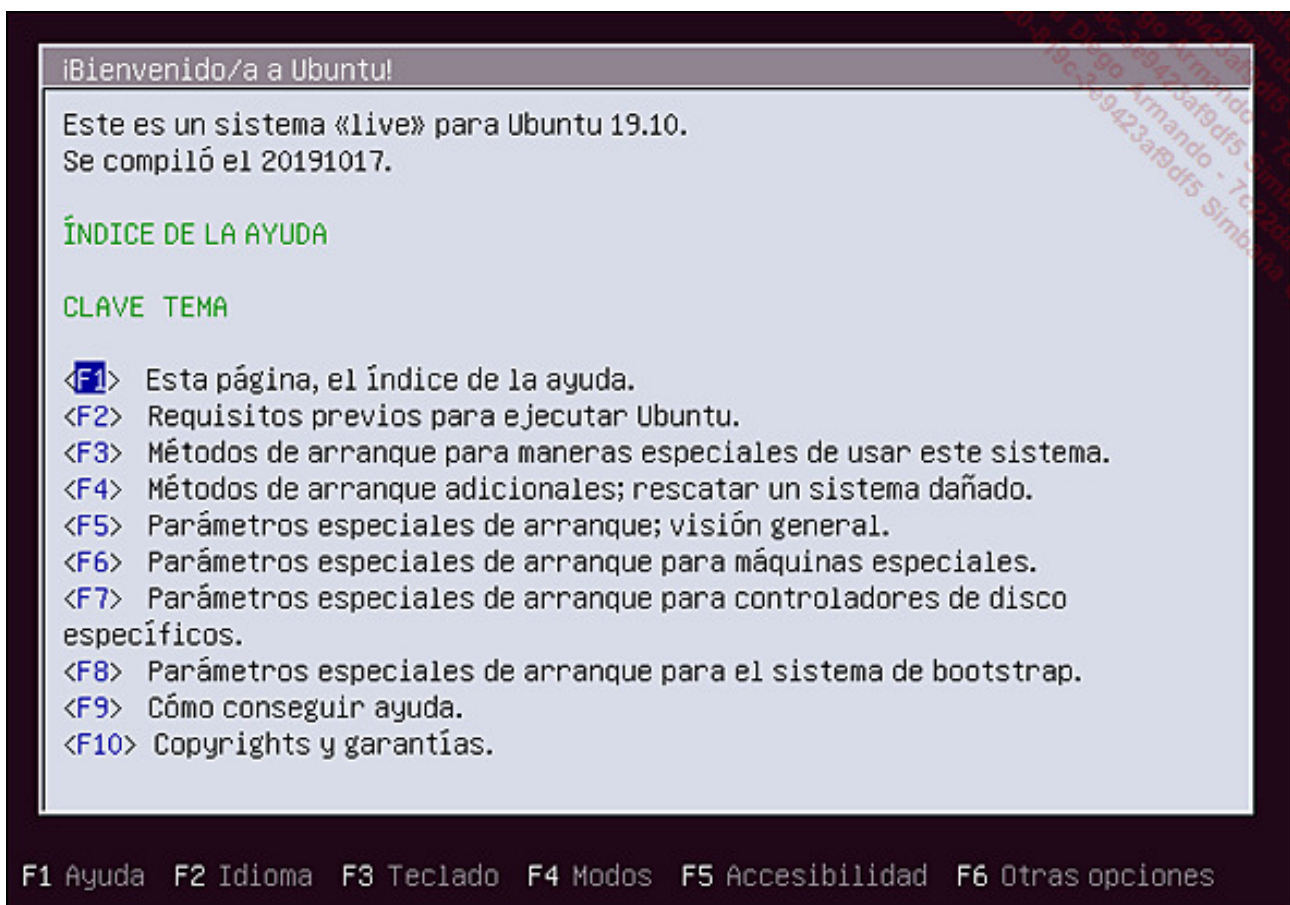 ¡Bienvenido/a a Ubuntu!
Este es un sistema «live» para Ubuntu 19.10.
Se compiló el 20191017.
ÍNDICE DE LA AYUDA
CLAVE TEMA
<F1> Esta página, el índice de la ayuda.
<F2> Requisitos previos para ejecutar Ubuntu.
<F3> Métodos de arranque para maneras especiales de usar este sistema.
<F4> Métodos de arranque adicionales; rescatar un sistema dañado.
<F5> Parámetros especiales de arranque; visión general.
<F6> Parámetros especiales de arranque para máquinas especiales.
<F7> Parámetros especiales de arranque para controladores de disco
específicos.
<F8> Parámetros especiales de arranque para el sistema de bootstrap.
<F9> Cómo conseguir ayuda.
<F10> Copyrights y garantías.
F1 Ayuda F2 Idioma F3 Teclado F4 Modos F5 Accesibilidad F6 Otras opciones